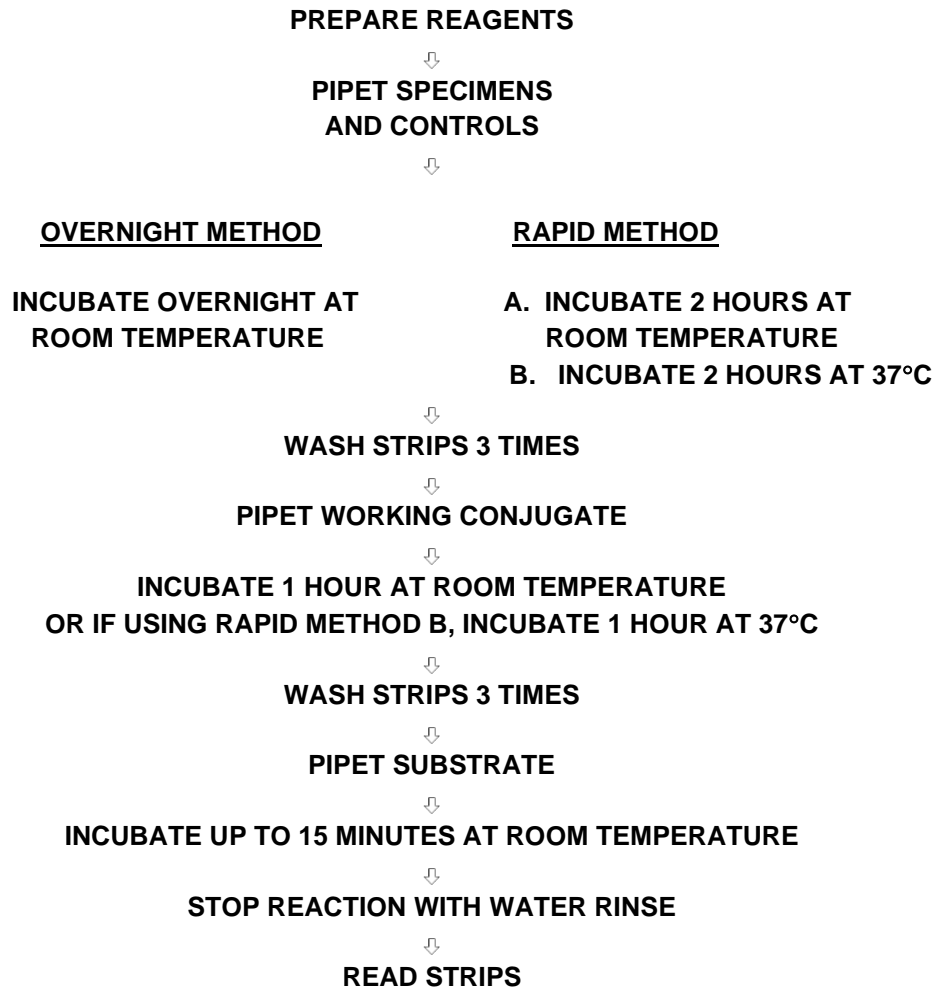 PREPARE REAGENTS
⇩
PIPET SPECIMENS
AND CONTROLS
⇩
OVERNIGHT METHOD
INCUBATE OVERNIGHT AT
ROOM TEMPERATURE
RAPID METHOD
A. INCUBATE 2 HOURS AT
ROOM TEMPERATURE
B. INCUBATE 2 HOURS AT 37°C
⇩
WASH STRIPS 3 TIMES
⇩
PIPET WORKING CONJUGATE
⇩
INCUBATE 1 HOUR AT ROOM TEMPERATURE
OR IF USING RAPID METHOD B, INCUBATE 1 HOUR AT 37°C
⇩
WASH STRIPS 3 TIMES
⇩
PIPET SUBSTRATE
⇩
INCUBATE UP TO 15 MINUTES AT ROOM TEMPERATURE
⇩
STOP REACTION WITH WATER RINSE
⇩
READ STRIPS